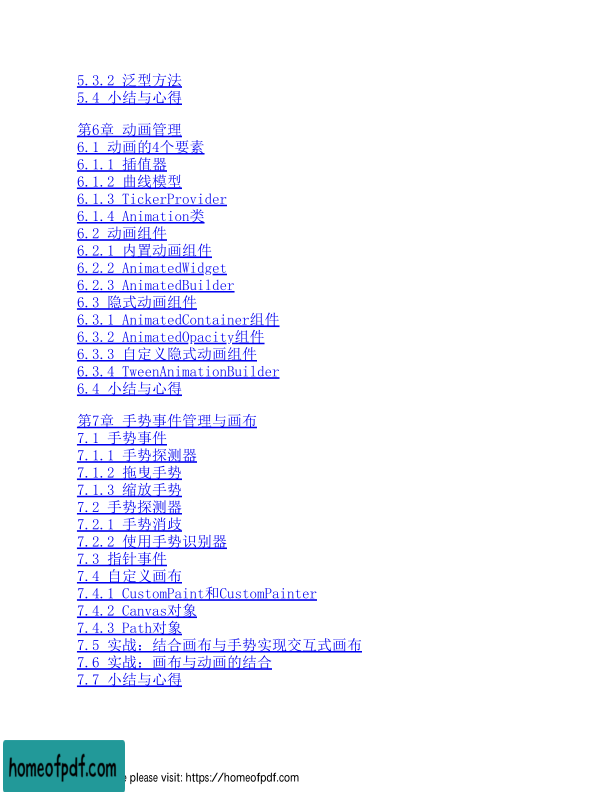 5.3.2 泛型方法
5.4 小结与心得
第6章 动画管理
6.1 动画的4个要素
6.1.1 插值器
6.1.2 曲线模型
6.1.3 TickerProvider
6.1.4 Animation类
6.2 动画组件
6.2.1 内置动画组件
6.2.2 AnimatedWidget
6.2.3 AnimatedBuilder
6.3 隐式动画组件
6.3.1 AnimatedContainer组件
6.3.2 AnimatedOpacity组件
6.3.3 自定义隐式动画组件
6.3.4 TweenAnimationBuilder
6.4 小结与心得
第7章 手势事件管理与画布
7.1 手势事件
7.1.1 手势探测器
7.1.2 拖曳手势
7.1.3 缩放手势
7.2 手势探测器
7.2.1 手势消歧
7.2.2 使用手势识别器
7.3 指针事件
7.4 自定义画布
7.4.1 CustomPaint和CustomPainter
7.4.2 Canvas对象
7.4.3 Path对象
7.5 实战：结合画布与手势实现交互式画布
7.6 实战：画布与动画的结合
7.7 小结与心得
homeofpdf.com
please visit: https://homeofpdf.com